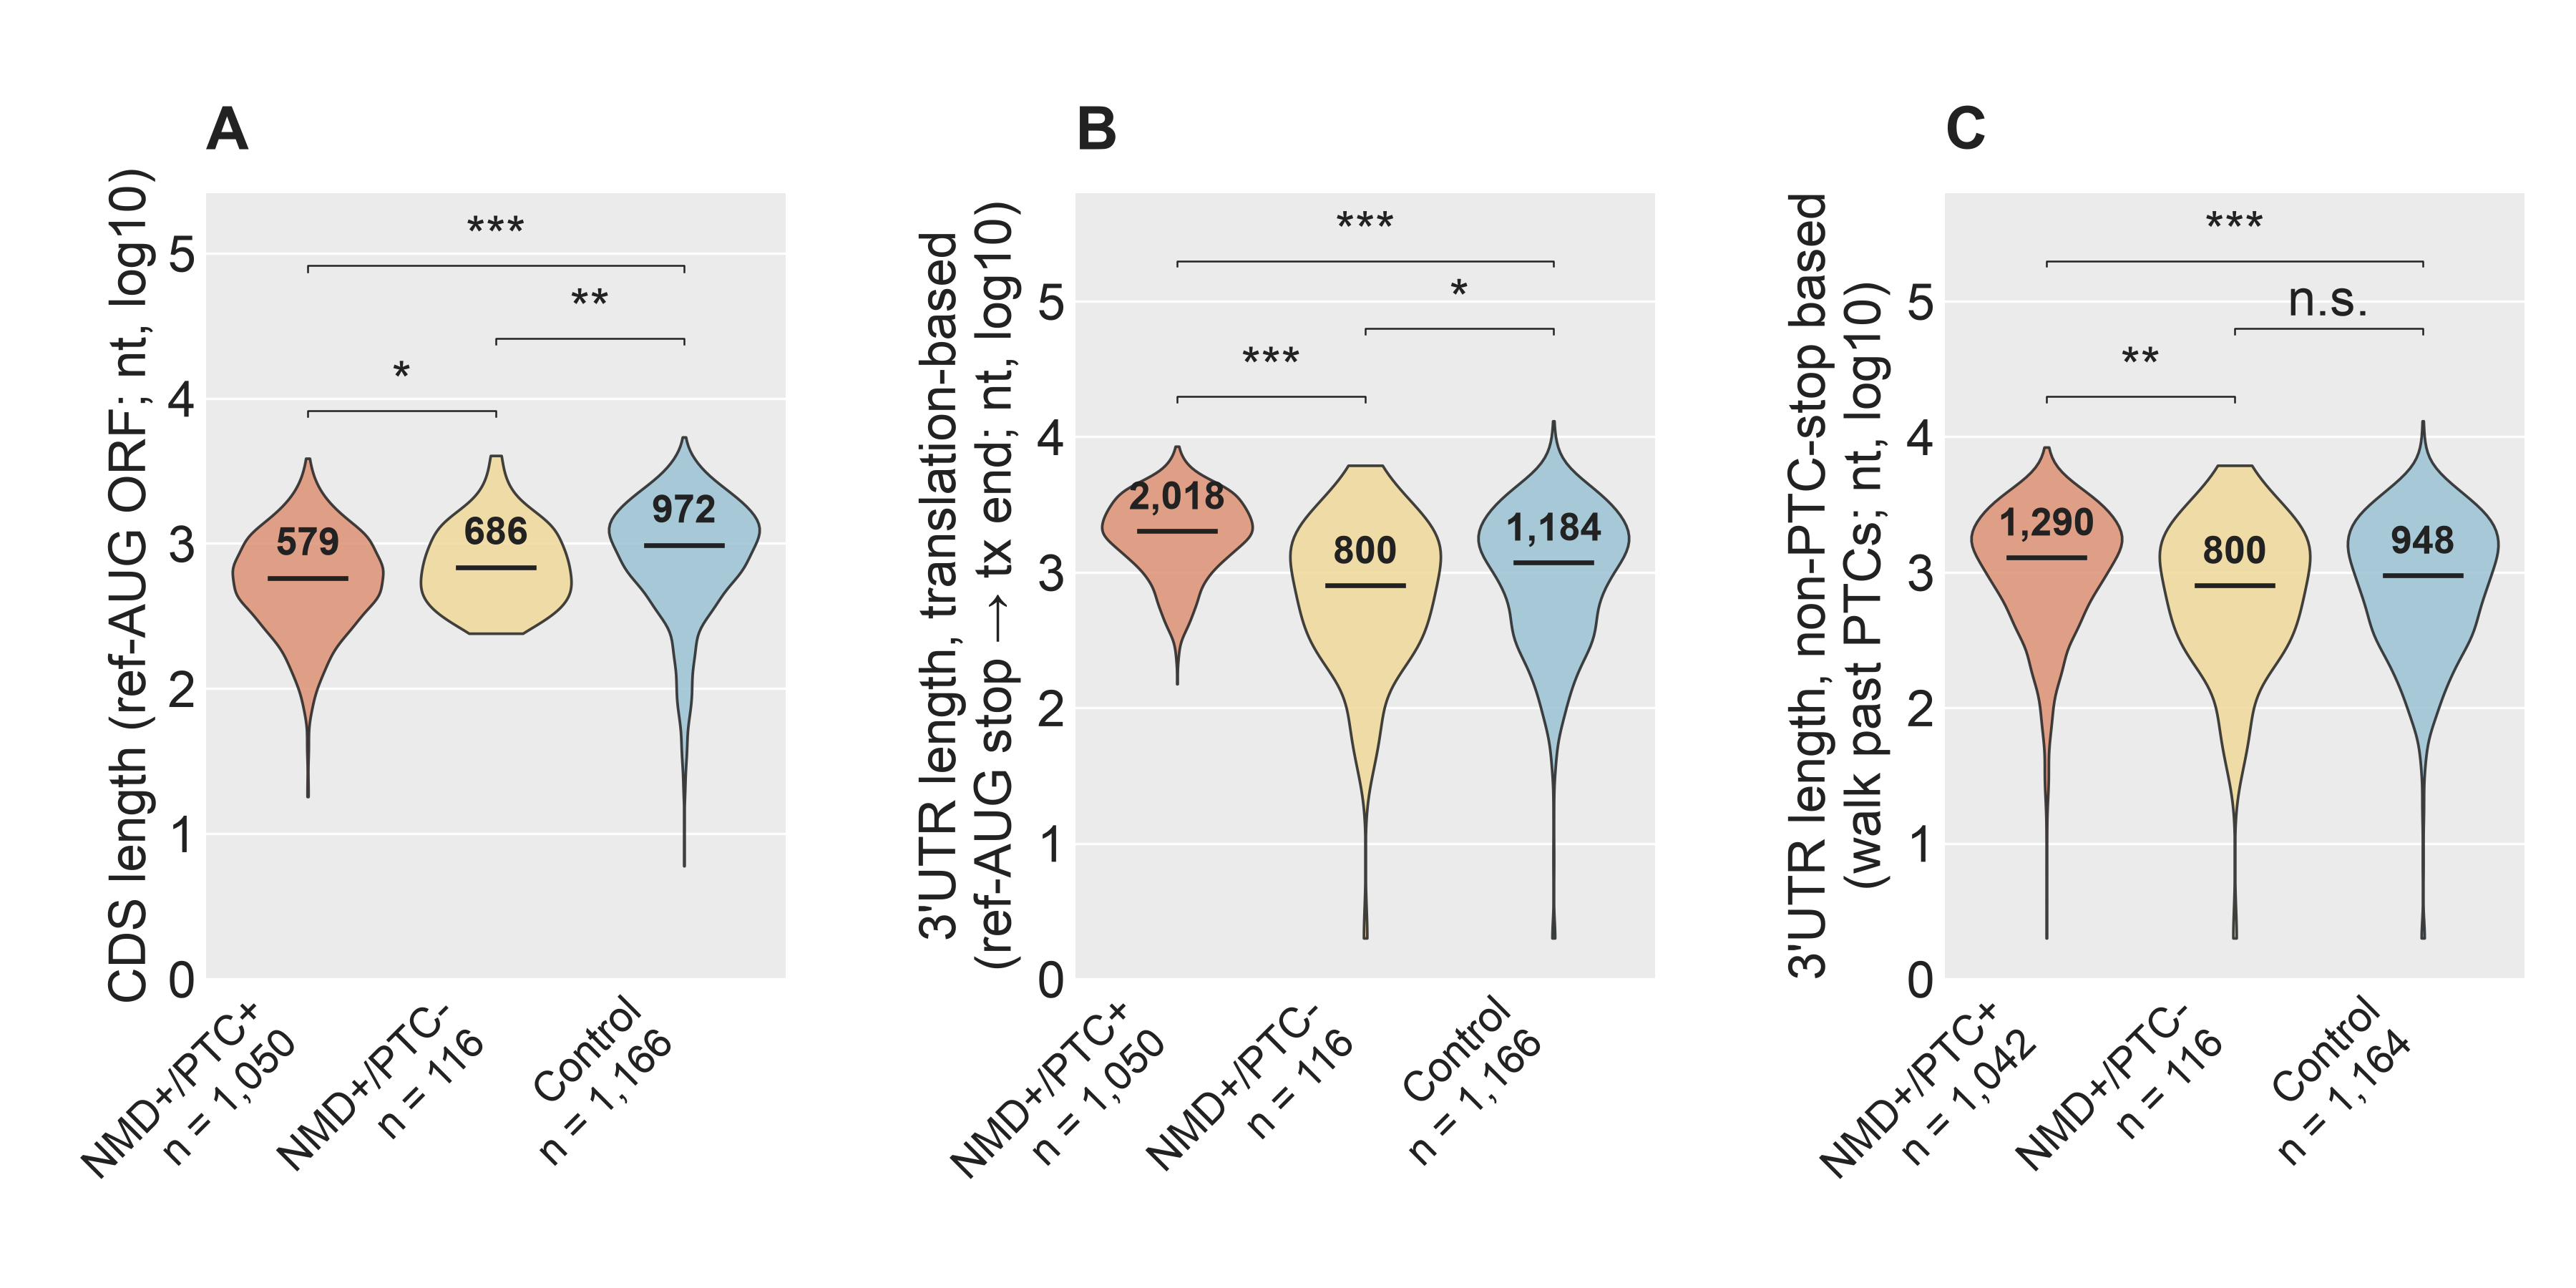 A
CDS length (ref-AUG ORF; nt, log10)
5
4
3
2
1
0
***
**
*
579
686
972
NMD+/PTC+
n = 1,050
NMD+/PTC-
n = 116
Control
n = 1,166
B
3'UTR length, translation-based
(ref-AUG stop → tx end; nt, log10)
5
4
3
2
1
0
***
*
***
2,018
800
1,184
NMD+/PTC+
n = 1,050
NMD+/PTC-
n = 116
Control
n = 1,166
C
3'UTR length, non-PTC-stop based
(walk past PTCs; nt, log10)
5
4
3
2
1
0
***
n.s.
**
1,290
800
948
NMD+/PTC+
n = 1,042
NMD+/PTC-
n = 116
Control
n = 1,164